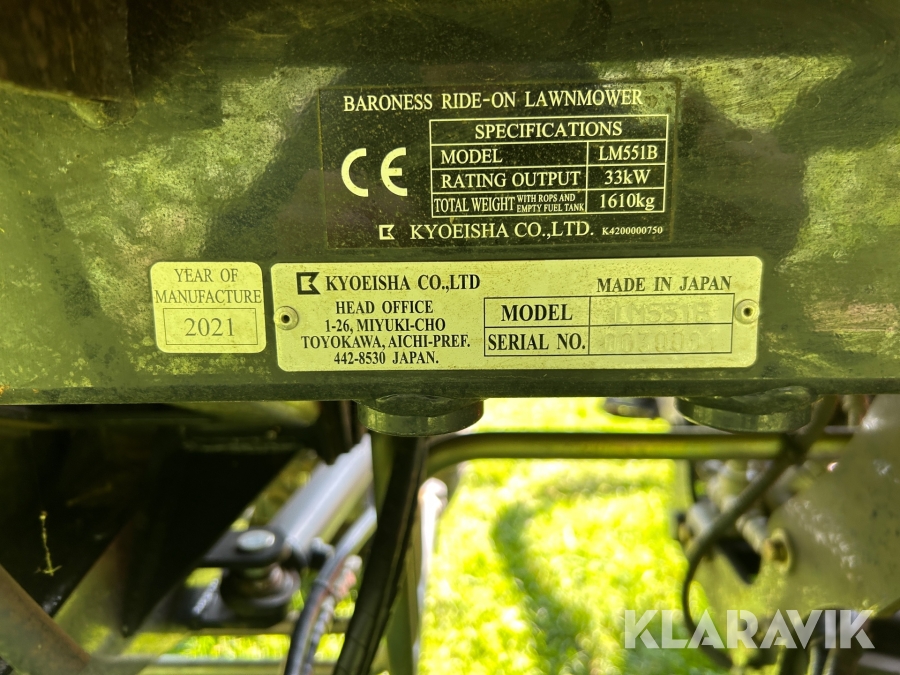 BARONESS RIDE-ON LAWNMOWER
SPECIFICATIONS
MODEL LM551B
RATING OUTPUT 33kW
TOTAL WEIGHT WITH ROPS AND EMPTY FUEL TANK 1610kg
CE
KYOEISHA CO.,LTD. K4200000750
YEAR OF
MANUFACTURE
2021
KYOEISHA CO.,LTD
HEAD OFFICE
1-26, MIYUKI-CHO
TOYOKAWA, AICHI-PREF.
442-8530 JAPAN.
MADE IN JAPAN
MODEL LM551B
SERIAL NO.
KLARAVIK